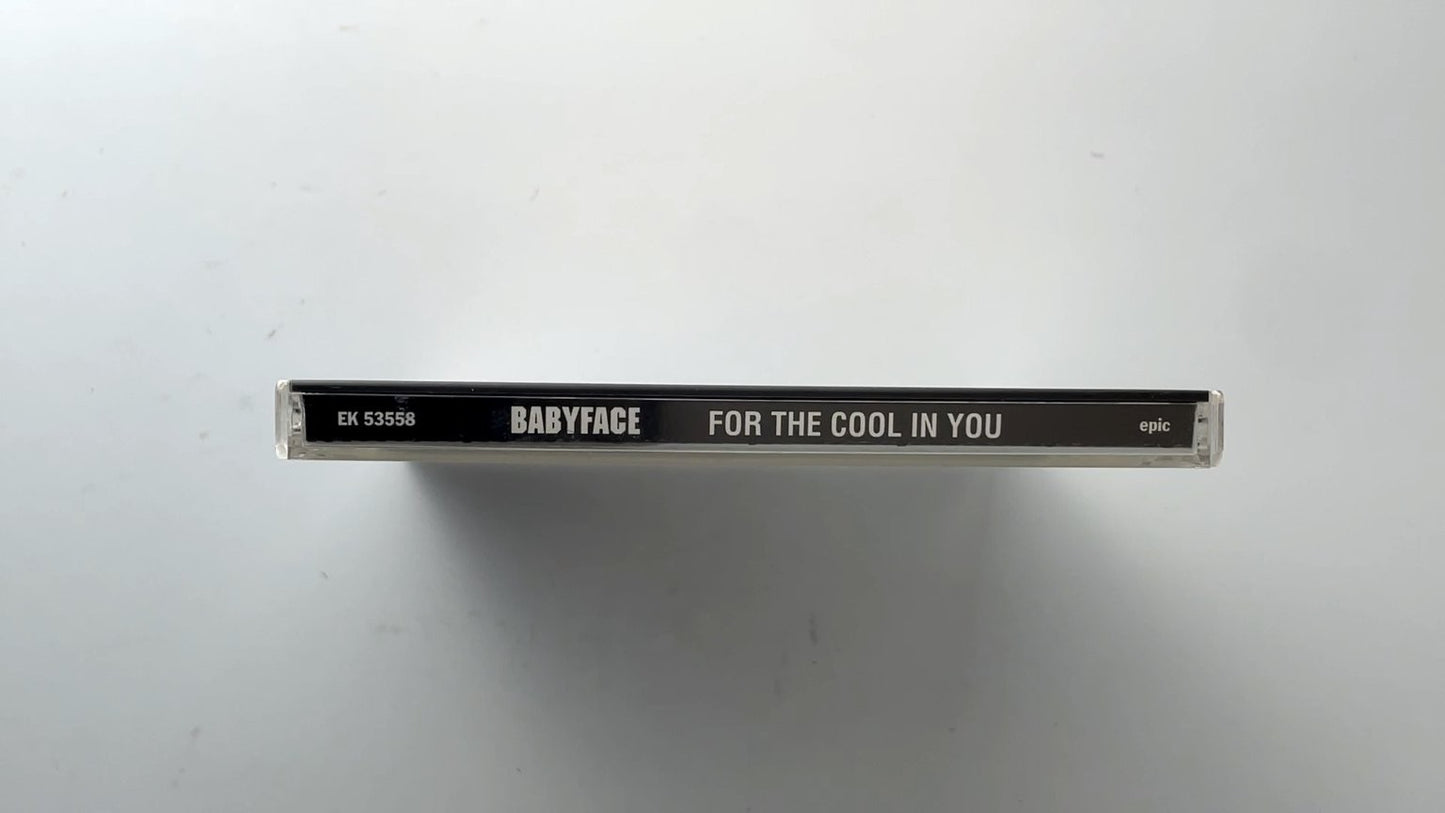 EK 53558 BABYFACE FOR THE COOL IN YOU epic